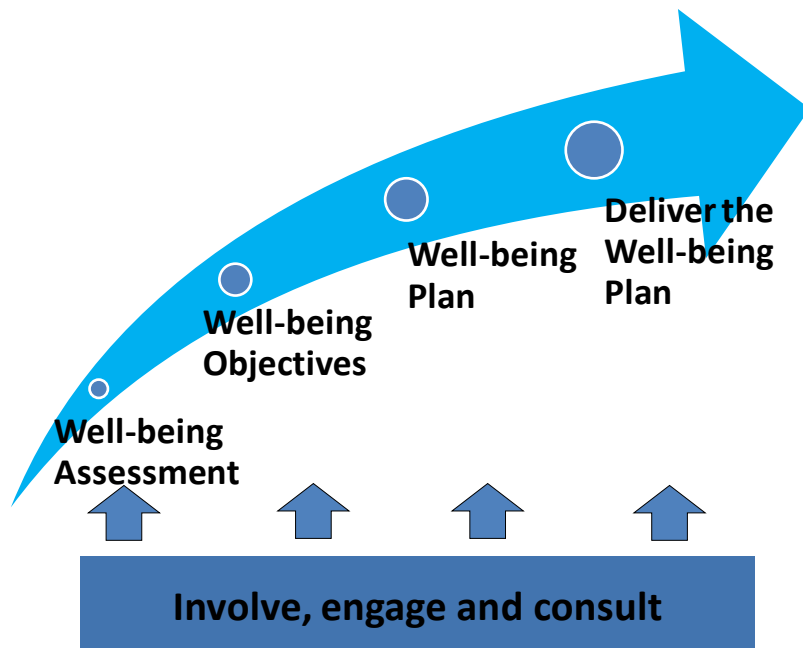 Well-being
Assessment
Well-being
Objectives
Well-being
Plan
Deliver the
Well-being
Plan
Involve, engage and consult